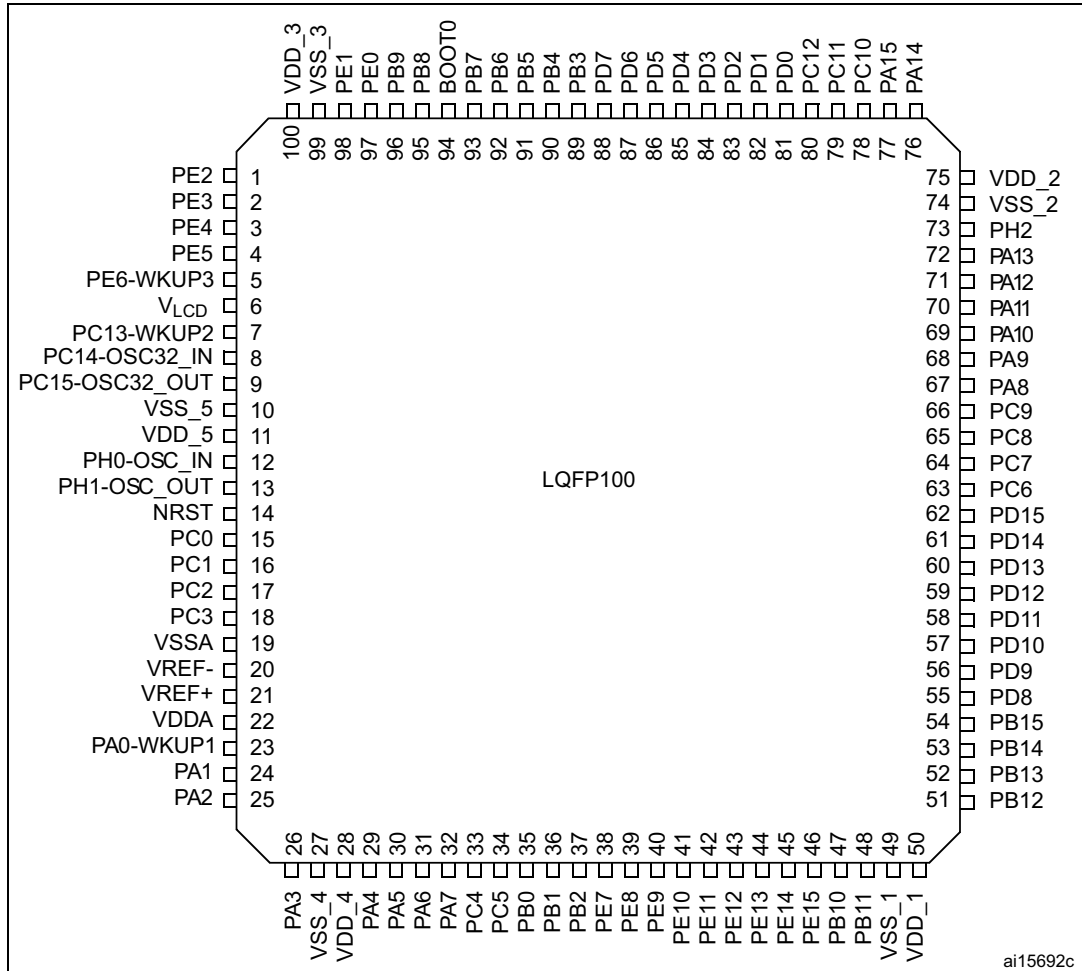 VDD_3
VSS_3
PE1
PE0
PB9
PB8
BOOT0
PB7
PB6
PB5
PB4
PB3
PD7
PD6
PD5
PD4
PD3
PD2
PD1
PD0
PC12
PC11
PC10
PA15
PA14
100
99
98
97
96
95
94
93
92
91
90
89
88
87
86
85
84
83
82
81
80
79
78
77
76
PE2 1
PE3 2
PE4 3
PE5 4
PE6-WKUP3 5
VLCD 6
PC13-WKUP2 7
PC14-OSC32_IN 8
PC15-OSC32_OUT 9
VSS_5 10
VDD_5 11
PH0-OSC_IN 12
PH1-OSC_OUT 13
NRST 14
PC0 15
PC1 16
PC2 17
PC3 18
VSSA 19
VREF- 20
VREF+ 21
VDDA 22
PA0-WKUP1 23
PA1 24
PA2 25
LQFP100
75 VDD_2
74 VSS_2
73 PH2
72 PA13
71 PA12
70 PA11
69 PA10
68 PA9
67 PA8
66 PC9
65 PC8
64 PC7
63 PC6
62 PD15
61 PD14
60 PD13
59 PD12
58 PD11
57 PD10
56 PD9
55 PD8
54 PB15
53 PB14
52 PB13
51 PB12
26
27
28
29
30
31
32
33
34
35
36
37
38
39
40
41
42
43
44
45
46
47
48
49
50
PA3
VSS_4
VDD_4
PA4
PA5
PA6
PA7
PC4
PC5
PB0
PB1
PB2
PE7
PE8
PE9
PE10
PE11
PE12
PE13
PE14
PE15
PB10
PB11
VSS_1
VDD_1
ai15692c